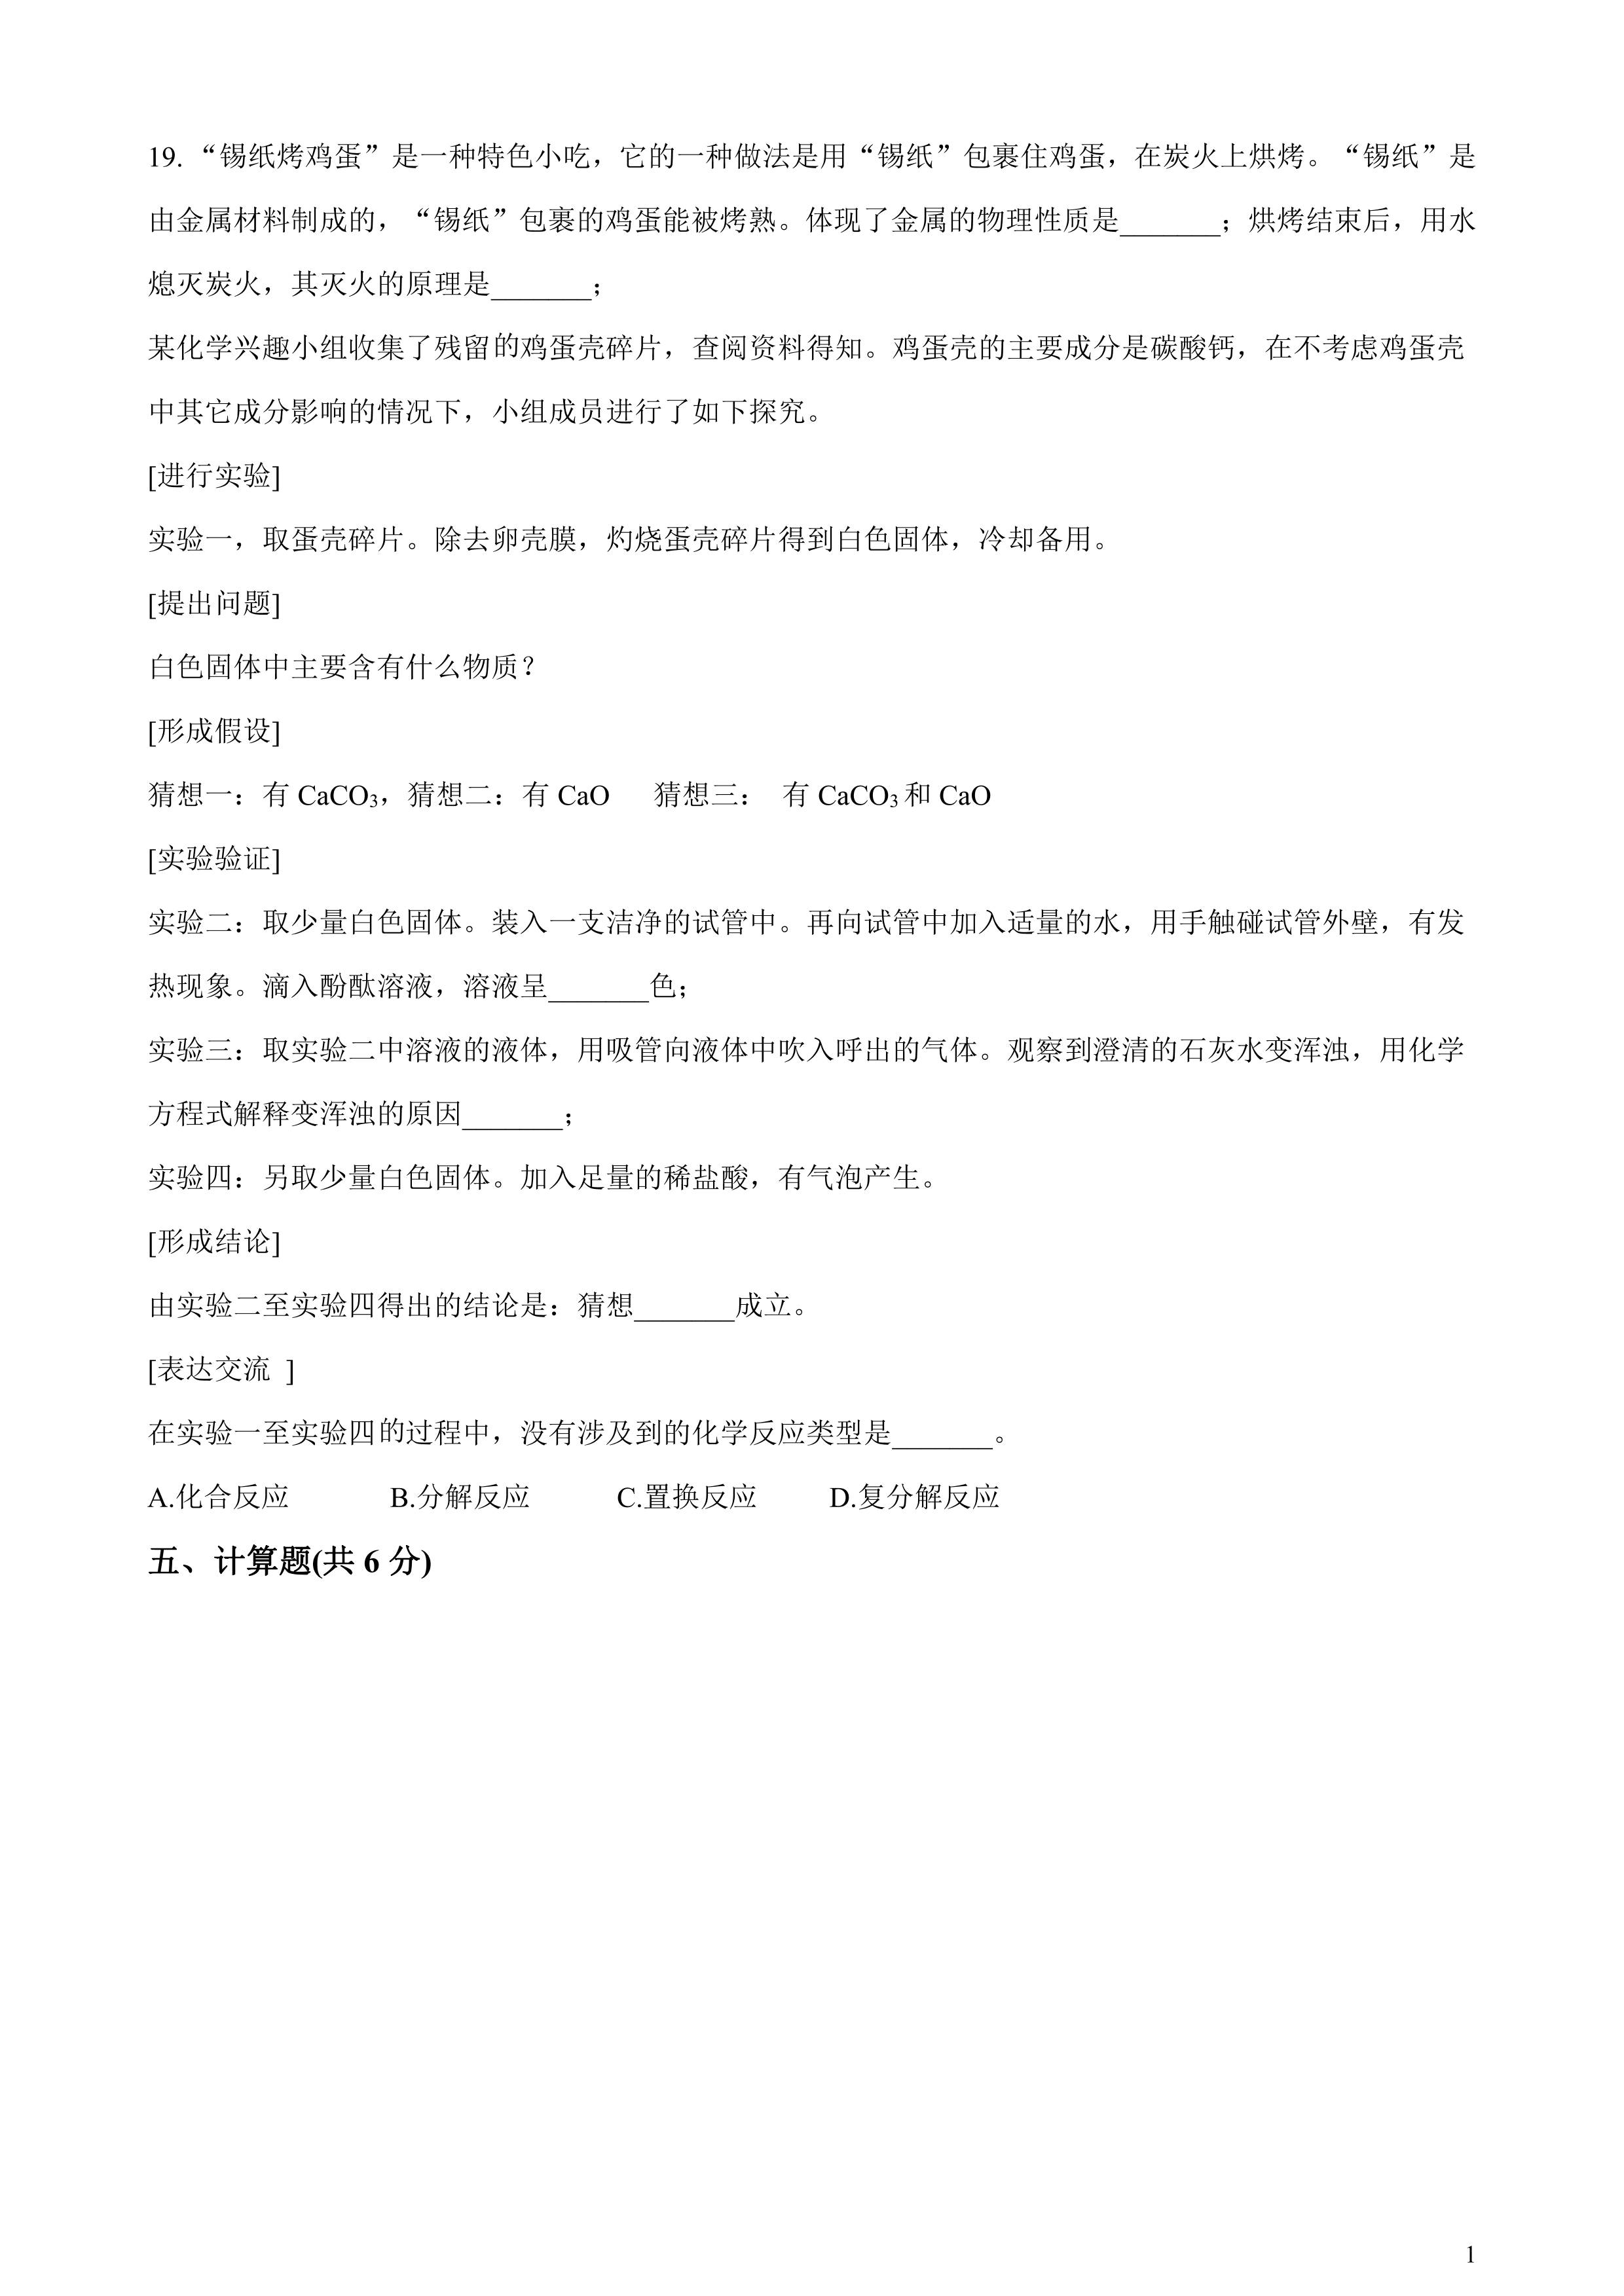 19. “锡纸烤鸡蛋”是一种特色小吃，它的一种做法是用“锡纸”包裹住鸡蛋，在炭火上烘烤。“锡纸”是
由金属材料制成的，“锡纸”包裹的鸡蛋能被烤熟。体现了金属的物理性质是_______；烘烤结束后，用水
熄灭炭火，其灭火的原理是_______；
某化学兴趣小组收集了残留的鸡蛋壳碎片，查阅资料得知。鸡蛋壳的主要成分是碳酸钙，在不考虑鸡蛋壳
中其它成分影响的情况下，小组成员进行了如下探究。
[进行实验]
实验一，取蛋壳碎片。除去卵壳膜，灼烧蛋壳碎片得到白色固体，冷却备用。
[提出问题]
白色固体中主要含有什么物质？
[形成假设]
猜想一：有 CaCO₃，猜想二：有 CaO 猜想三： 有 CaCO₃ 和 CaO
[实验验证]
实验二：取少量白色固体。装入一支洁净的试管中。再向试管中加入适量的水，用手触碰试管外壁，有发
热现象。滴入酚酞溶液，溶液呈_______色；
实验三：取实验二中溶液的液体，用吸管向液体中吹入呼出的气体。观察到澄清的石灰水变浑浊，用化学
方程式解释变浑浊的原因_______；
实验四：另取少量白色固体。加入足量的稀盐酸，有气泡产生。
[形成结论]
由实验二至实验四得出的结论是：猜想_______成立。
[表达交流 ]
在实验一至实验四的过程中，没有涉及到的化学反应类型是_______。
A.化合反应 B.分解反应 C.置换反应 D.复分解反应
五、计算题(共 6 分)
1